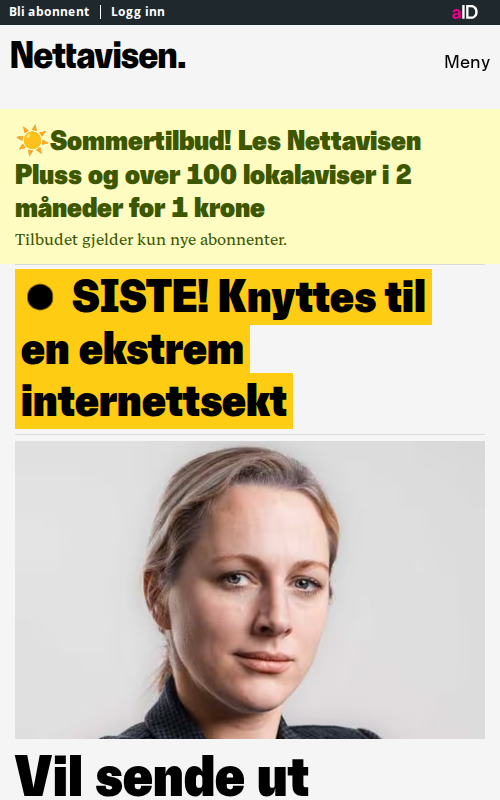 Bli abonnent | Logg inn
aID
Nettavisen.
Meny
☀️Sommertilbud! Les Nettavisen
Pluss og over 100 lokalaviser i 2
måneder for 1 krone
Tilbudet gjelder kun nye abonnenter.
● SISTE! Knyttes til
en ekstrem
internettsekt
Vil sende ut